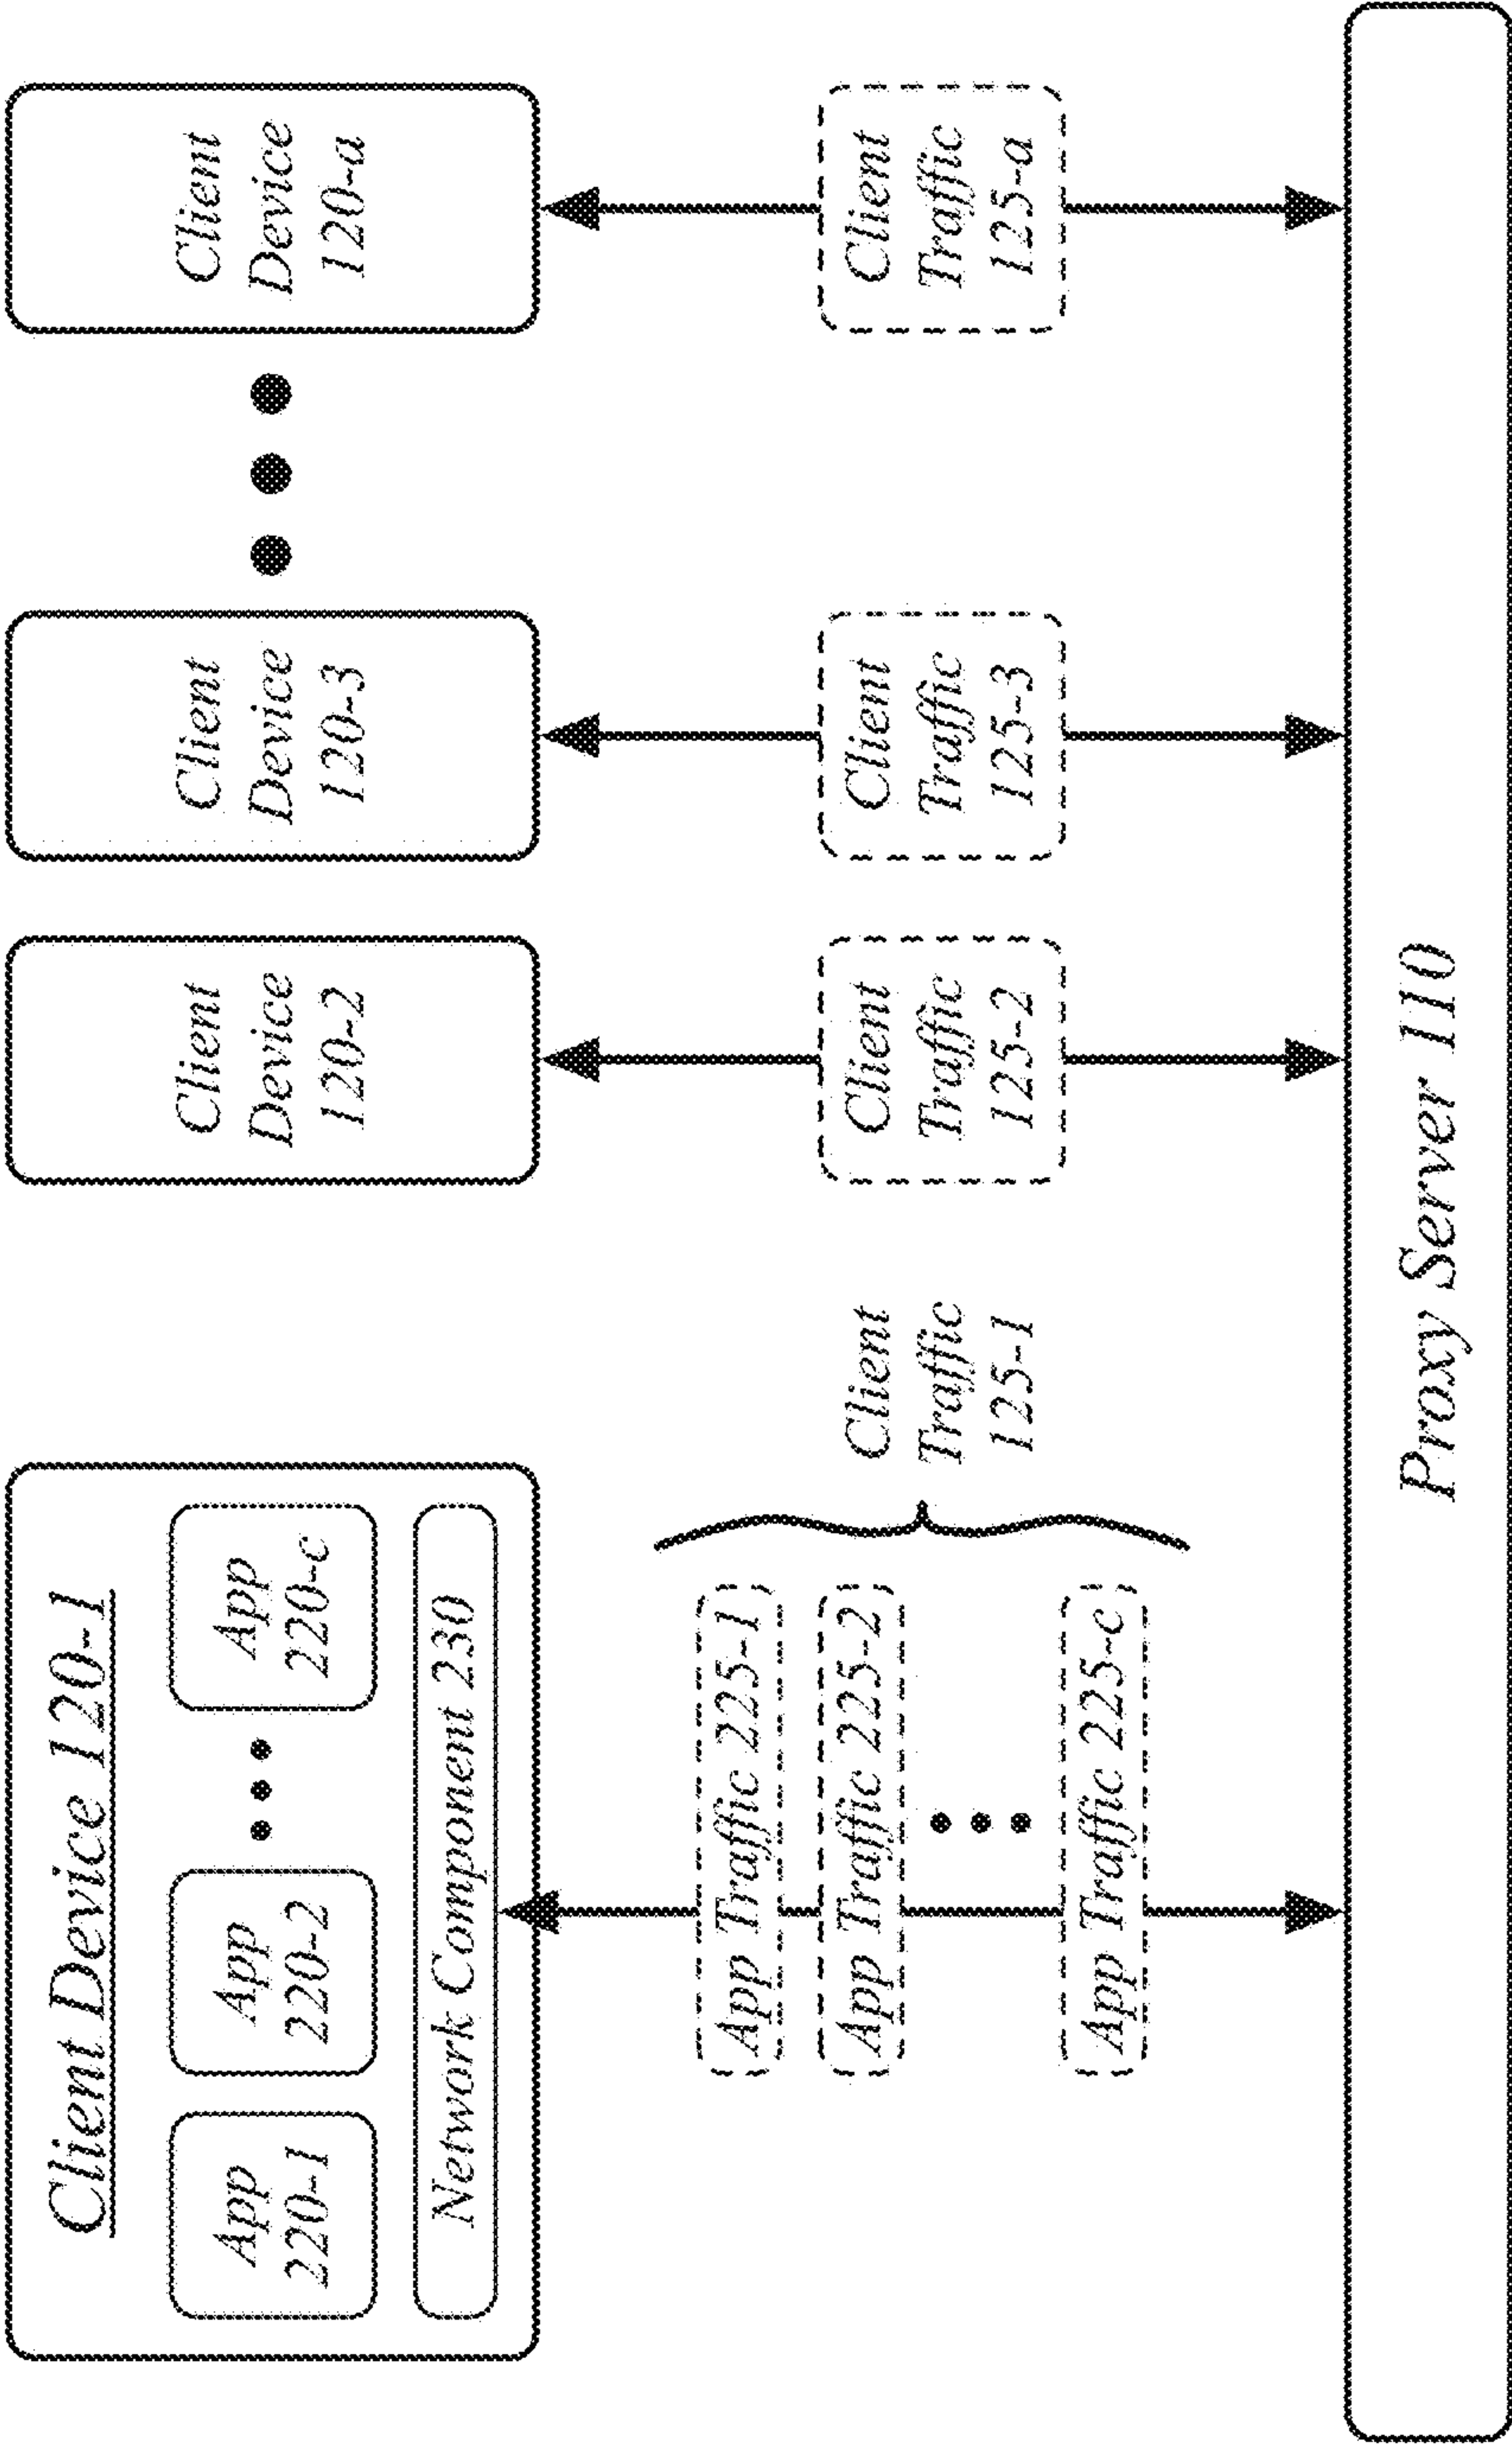 Client Device 120-1
App
220-1
App
220-2
App
220-c
Network Component 230
Client
Device
120-2
Client
Device
120-3
Client
Device
120-a
App Traffic 225-1
App Traffic 225-2
App Traffic 225-c
Client
Traffic
125-1
Client
Traffic
125-2
Client
Traffic
125-3
Client
Traffic
125-a
Proxy Server 110